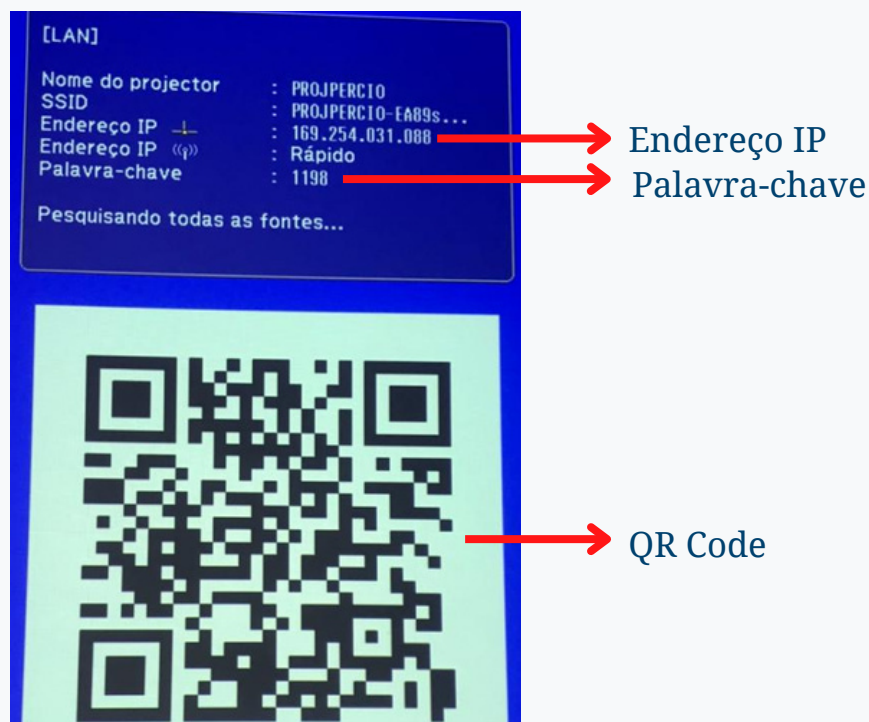 [LAN]
Nome do projector : PROJPERCIO
SSID : PROJPERCIO-EA89s...
Endereço IP : 169.254.031.088
Endereço IP : Rápido
Palavra-chave : 1198
Pesquisando todas as fontes...
Endereço IP
Palavra-chave
QR Code